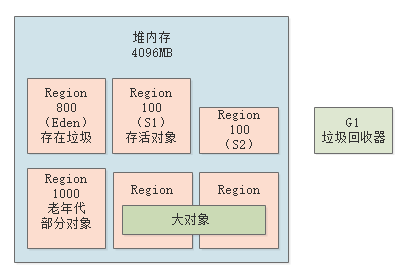 堆内存
4096MB
Region
800
（Eden）
存在垃圾
Region
100
（S1）
存活对象
Region
100
（S2）
G1
垃圾回收器
Region
1000
老年代
部分对象
Region
Region
大对象